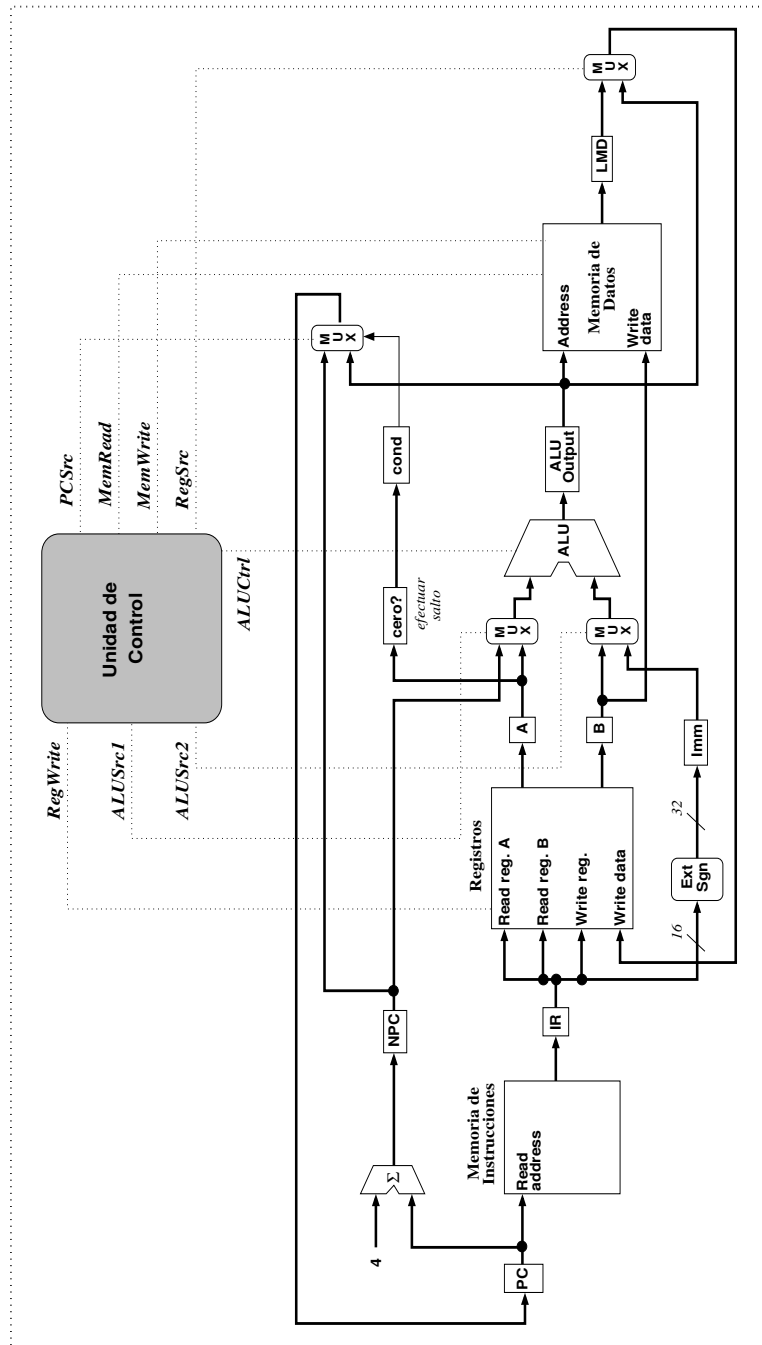 Unidad de
Control
RegWrite
ALUSrc1
ALUSrc2
PCSrc
MemRead
MemWrite
RegSrc
ALUCtrl
4
Σ
NPC
PC
Memoria de
Instrucciones
Read
address
IR
Registros
Read reg. A
Read reg. B
Write reg.
Write data
16
Ext
Sgn
32
Imm
A
B
cero?
efectuar
salto
cond
M
U
X
M
U
X
M
U
X
ALU
ALU
Output
Address
Memoria de
Datos
Write
data
LMD
M
U
X